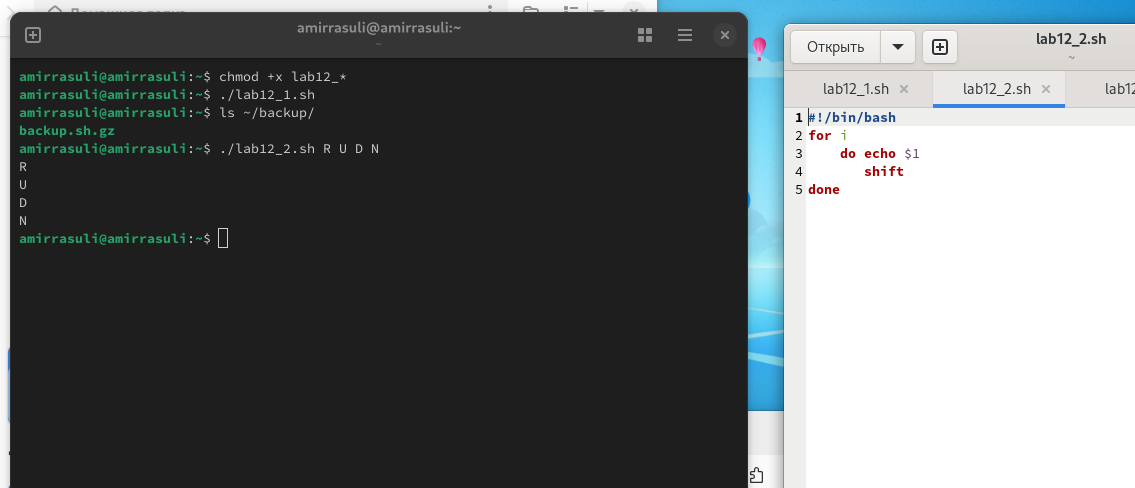 amirrasuli@amirrasuli:~
~
amirrasuli@amirrasuli:~$ chmod +x lab12_*
amirrasuli@amirrasuli:~$ ./lab12_1.sh
amirrasuli@amirrasuli:~$ ls ~/backup/
backup.sh.gz
amirrasuli@amirrasuli:~$ ./lab12_2.sh R U D N
R
U
D
N
amirrasuli@amirrasuli:~$
Открыть
lab12_2.sh
~
lab12_1.sh
lab12_2.sh
lab12
1 #!/bin/bash
2 for i
3     do echo $1
4        shift
5 done